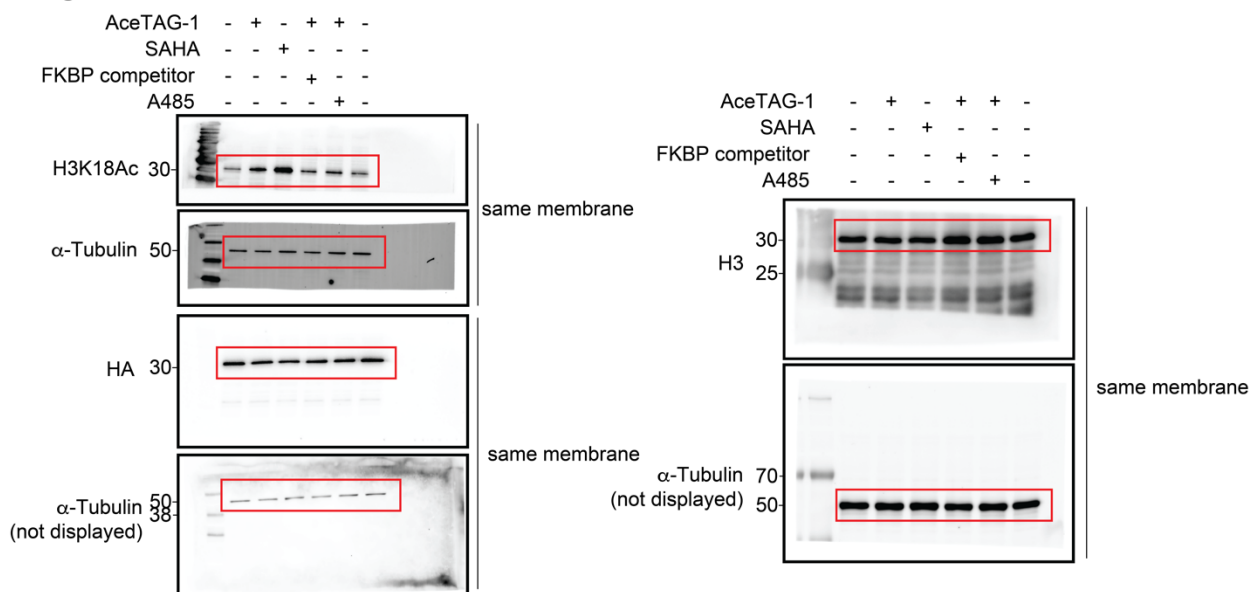 AceTAG-1 - + - + + -
SAHA - - + - - -
FKBP competitor - - - + - -
A485 - - - - + -
H3K18Ac 30-
same membrane
α-Tubulin 50-
HA 30-
same membrane
α-Tubulin 50-
(not displayed) 38-
AceTAG-1 - + - + + -
SAHA - - + - - -
FKBP competitor - - - + - -
A485 - - - - + -
30-
H3
25-
same membrane
α-Tubulin 70-
(not displayed) 50-